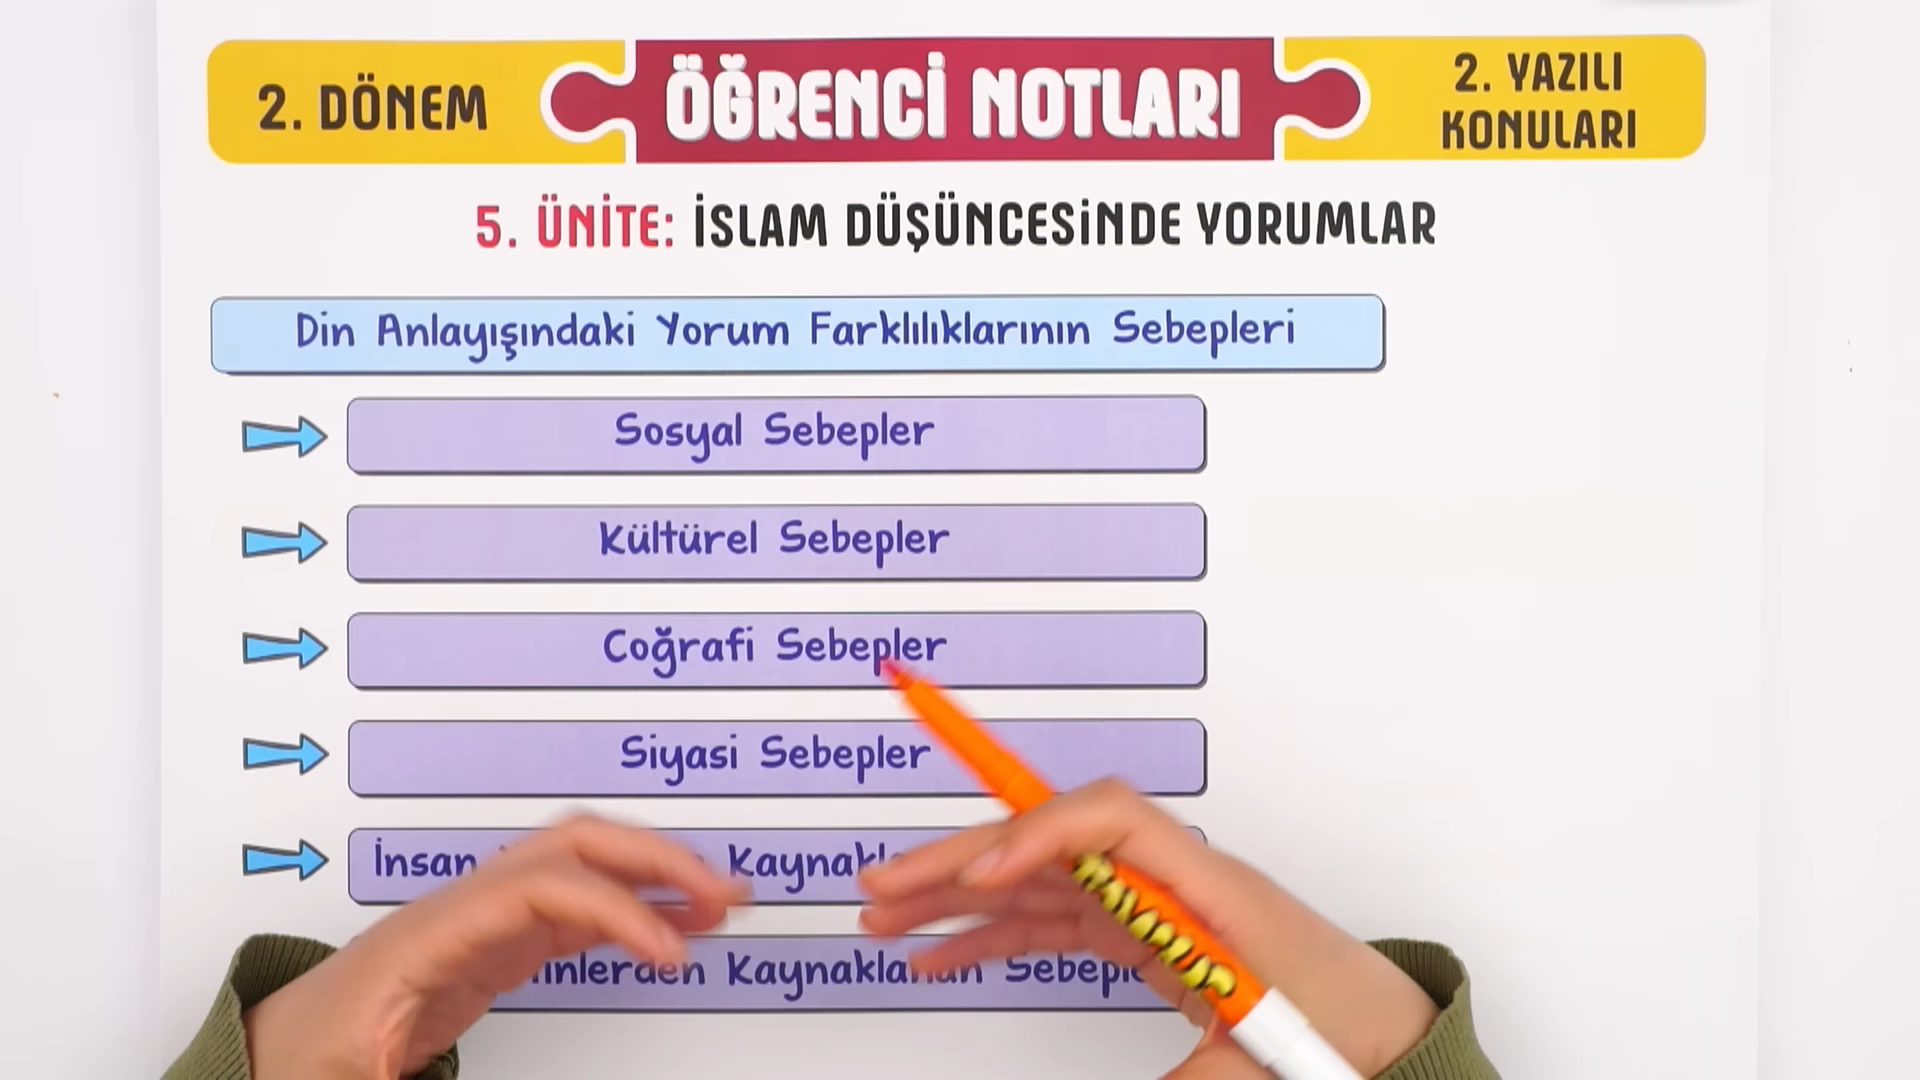 2. DÖNEM
ÖĞRENCİ NOTLARI
2. YAZILI
KONULARI
5. ÜNİTE: İSLAM DÜŞÜNCESİNDE YORUMLAR
Din Anlayışındaki Yorum Farklılıklarının Sebepleri
Sosyal Sebepler
Kültürel Sebepler
Coğrafi Sebepler
Siyasi Sebepler
İnsan
Kaynaklanan Sebepler